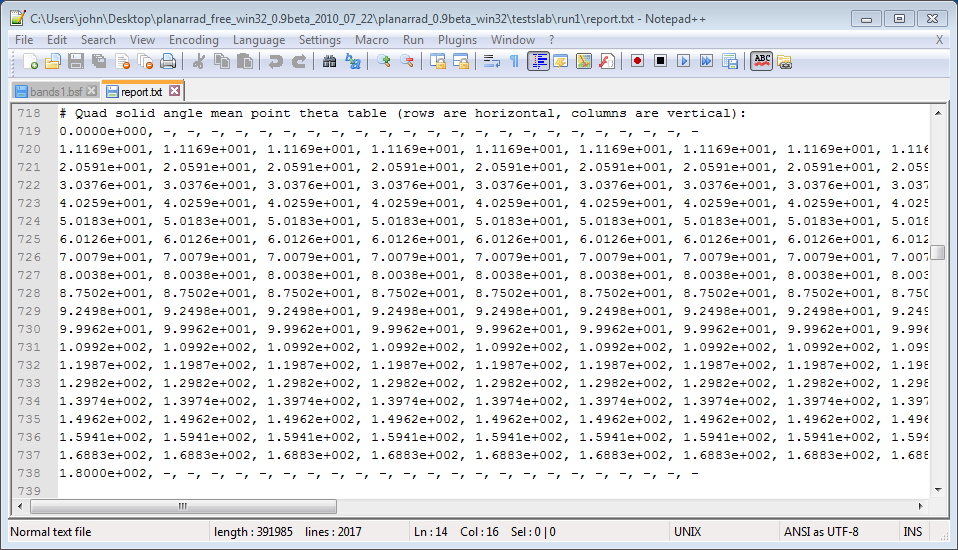 C:\Users\john\Desktop\planarrad_free_win32_0.9beta_2010_07_22\planarrad_0.9beta_win32\testslab\run1\report.txt - Notepad++
File Edit Search View Encoding Language Settings Macro Run Plugins Window ? X
ABC
bands1.bsf report.txt
718 # Quad solid angle mean point theta table (rows are horizontal, columns are vertical):
719 0.0000e+000, -, -, -, -, -, -, -, -, -, -, -, -, -, -, -, -, -, -, -, -, -, -, -
720 1.1169e+001, 1.1169e+001, 1.1169e+001, 1.1169e+001, 1.1169e+001, 1.1169e+001, 1.1169e+001, 1.1169e+001, 1.116
721 2.0591e+001, 2.0591e+001, 2.0591e+001, 2.0591e+001, 2.0591e+001, 2.0591e+001, 2.0591e+001, 2.0591e+001, 2.059
722 3.0376e+001, 3.0376e+001, 3.0376e+001, 3.0376e+001, 3.0376e+001, 3.0376e+001, 3.0376e+001, 3.0376e+001, 3.037
723 4.0259e+001, 4.0259e+001, 4.0259e+001, 4.0259e+001, 4.0259e+001, 4.0259e+001, 4.0259e+001, 4.0259e+001, 4.025
724 5.0183e+001, 5.0183e+001, 5.0183e+001, 5.0183e+001, 5.0183e+001, 5.0183e+001, 5.0183e+001, 5.0183e+001, 5.018
725 6.0126e+001, 6.0126e+001, 6.0126e+001, 6.0126e+001, 6.0126e+001, 6.0126e+001, 6.0126e+001, 6.0126e+001, 6.012
726 7.0079e+001, 7.0079e+001, 7.0079e+001, 7.0079e+001, 7.0079e+001, 7.0079e+001, 7.0079e+001, 7.0079e+001, 7.007
727 8.0038e+001, 8.0038e+001, 8.0038e+001, 8.0038e+001, 8.0038e+001, 8.0038e+001, 8.0038e+001, 8.0038e+001, 8.003
728 8.7502e+001, 8.7502e+001, 8.7502e+001, 8.7502e+001, 8.7502e+001, 8.7502e+001, 8.7502e+001, 8.7502e+001, 8.750
729 9.2498e+001, 9.2498e+001, 9.2498e+001, 9.2498e+001, 9.2498e+001, 9.2498e+001, 9.2498e+001, 9.2498e+001, 9.249
730 9.9962e+001, 9.9962e+001, 9.9962e+001, 9.9962e+001, 9.9962e+001, 9.9962e+001, 9.9961e+001, 9.9962e+001, 9.996
731 1.0992e+002, 1.0992e+002, 1.0992e+002, 1.0992e+002, 1.0992e+002, 1.0992e+002, 1.0992e+002, 1.0992e+002, 1.099
732 1.1987e+002, 1.1987e+002, 1.1987e+002, 1.1987e+002, 1.1987e+002, 1.1987e+002, 1.1987e+002, 1.1987e+002, 1.198
733 1.2982e+002, 1.2982e+002, 1.2982e+002, 1.2982e+002, 1.2982e+002, 1.2982e+002, 1.2982e+002, 1.2982e+002, 1.298
734 1.3974e+002, 1.3974e+002, 1.3974e+002, 1.3974e+002, 1.3974e+002, 1.3974e+002, 1.3974e+002, 1.3974e+002, 1.397
735 1.4962e+002, 1.4962e+002, 1.4962e+002, 1.4962e+002, 1.4962e+002, 1.4962e+002, 1.4962e+002, 1.4962e+002, 1.496
736 1.5941e+002, 1.5941e+002, 1.5941e+002, 1.5941e+002, 1.5941e+002, 1.5941e+002, 1.5941e+002, 1.5941e+002, 1.594
737 1.6883e+002, 1.6883e+002, 1.6883e+002, 1.6883e+002, 1.6883e+002, 1.6883e+002, 1.6883e+002, 1.6883e+002, 1.688
738 1.8000e+002, -, -, -, -, -, -, -, -, -, -, -, -, -, -, -, -, -, -, -, -, -, -, -
739
Normal text file length : 391985 lines : 2017 Ln : 14 Col : 16 Sel : 0 | 0 UNIX ANSI as UTF-8 INS